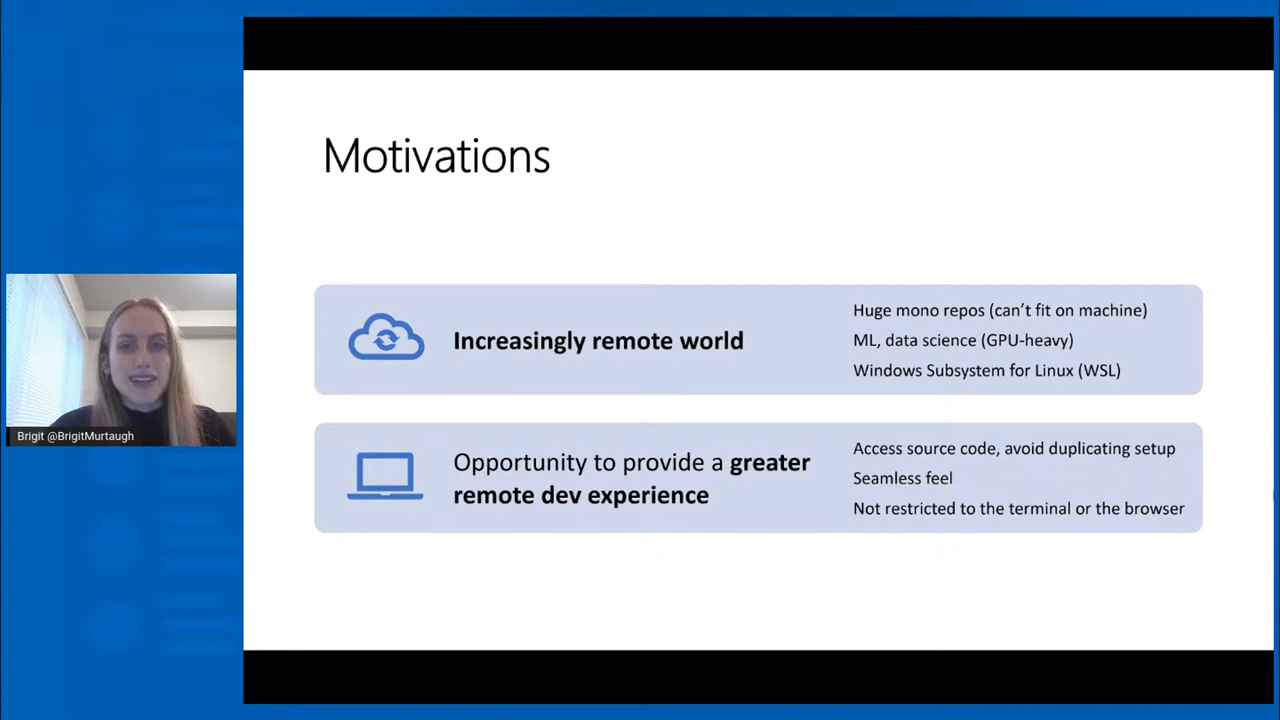 Motivations
Increasingly remote world
Huge mono repos (can't fit on machine)
ML, data science (GPU-heavy)
Windows Subsystem for Linux (WSL)
Opportunity to provide a greater
remote dev experience
Access source code, avoid duplicating setup
Seamless feel
Not restricted to the terminal or the browser
Brigit @BrigitMurtaugh